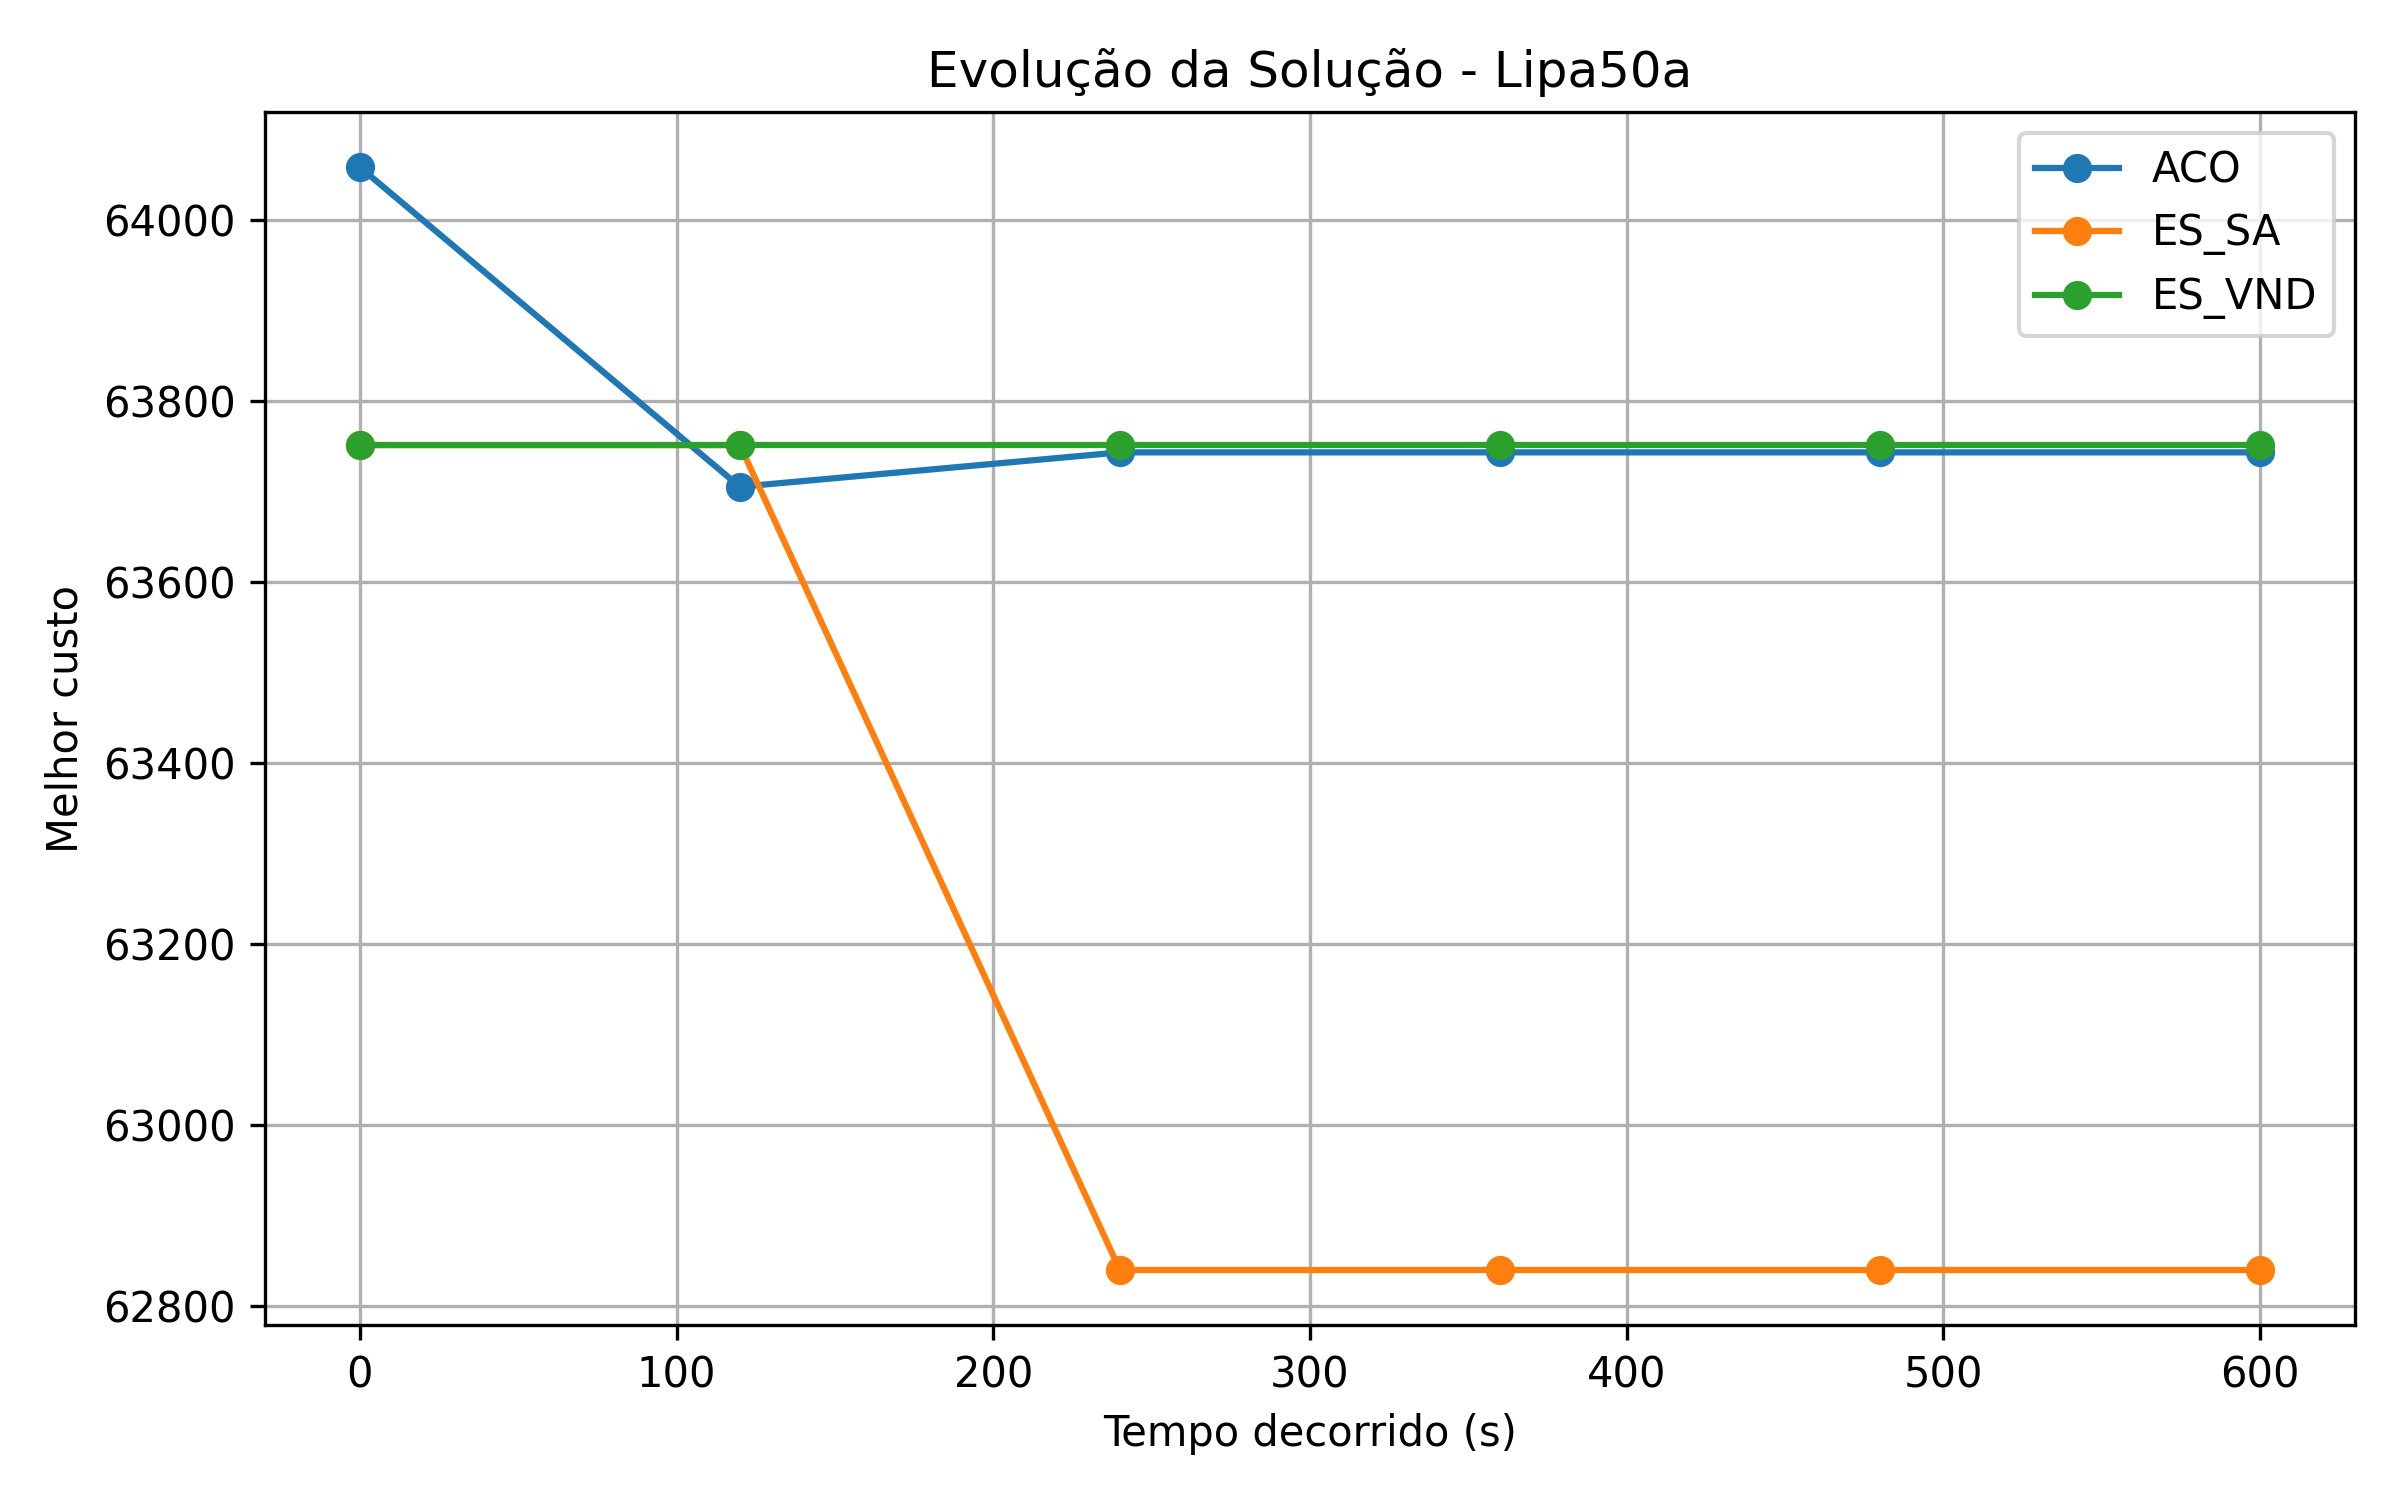 Evolução da Solução - Lipa50a
ACO
ES_SA
ES_VND
Melhor custo
64000
63800
63600
63400
63200
63000
62800
0 100 200 300 400 500 600
Tempo decorrido (s)